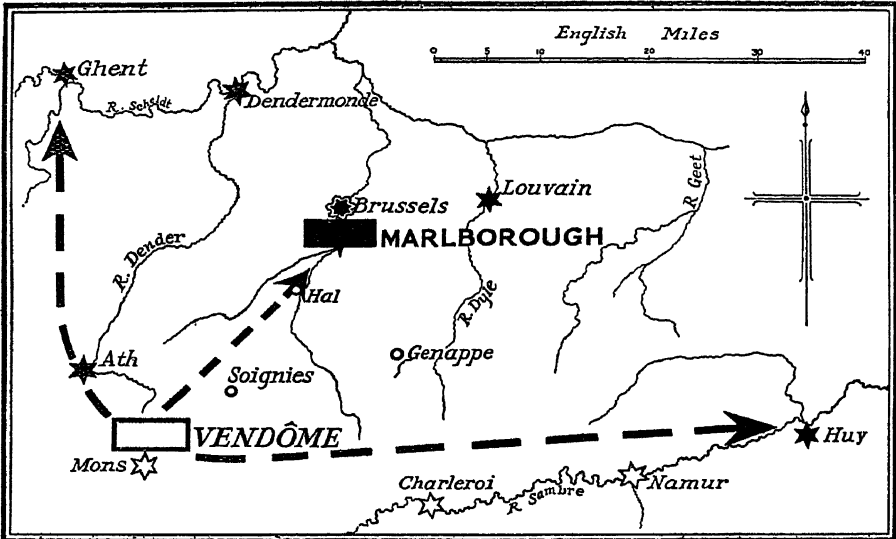 English Miles
0 5 10 20 30 40
Ghent
R. Scheldt
Dendermonde
R. Geet
Louvain
Brussels
MARLBOROUGH
R. Dender
Hal
R. Dyle
Genappe
Ath
Soignies
VENDÔME
Huy
Mons
Charleroi
R Sambre
Namur